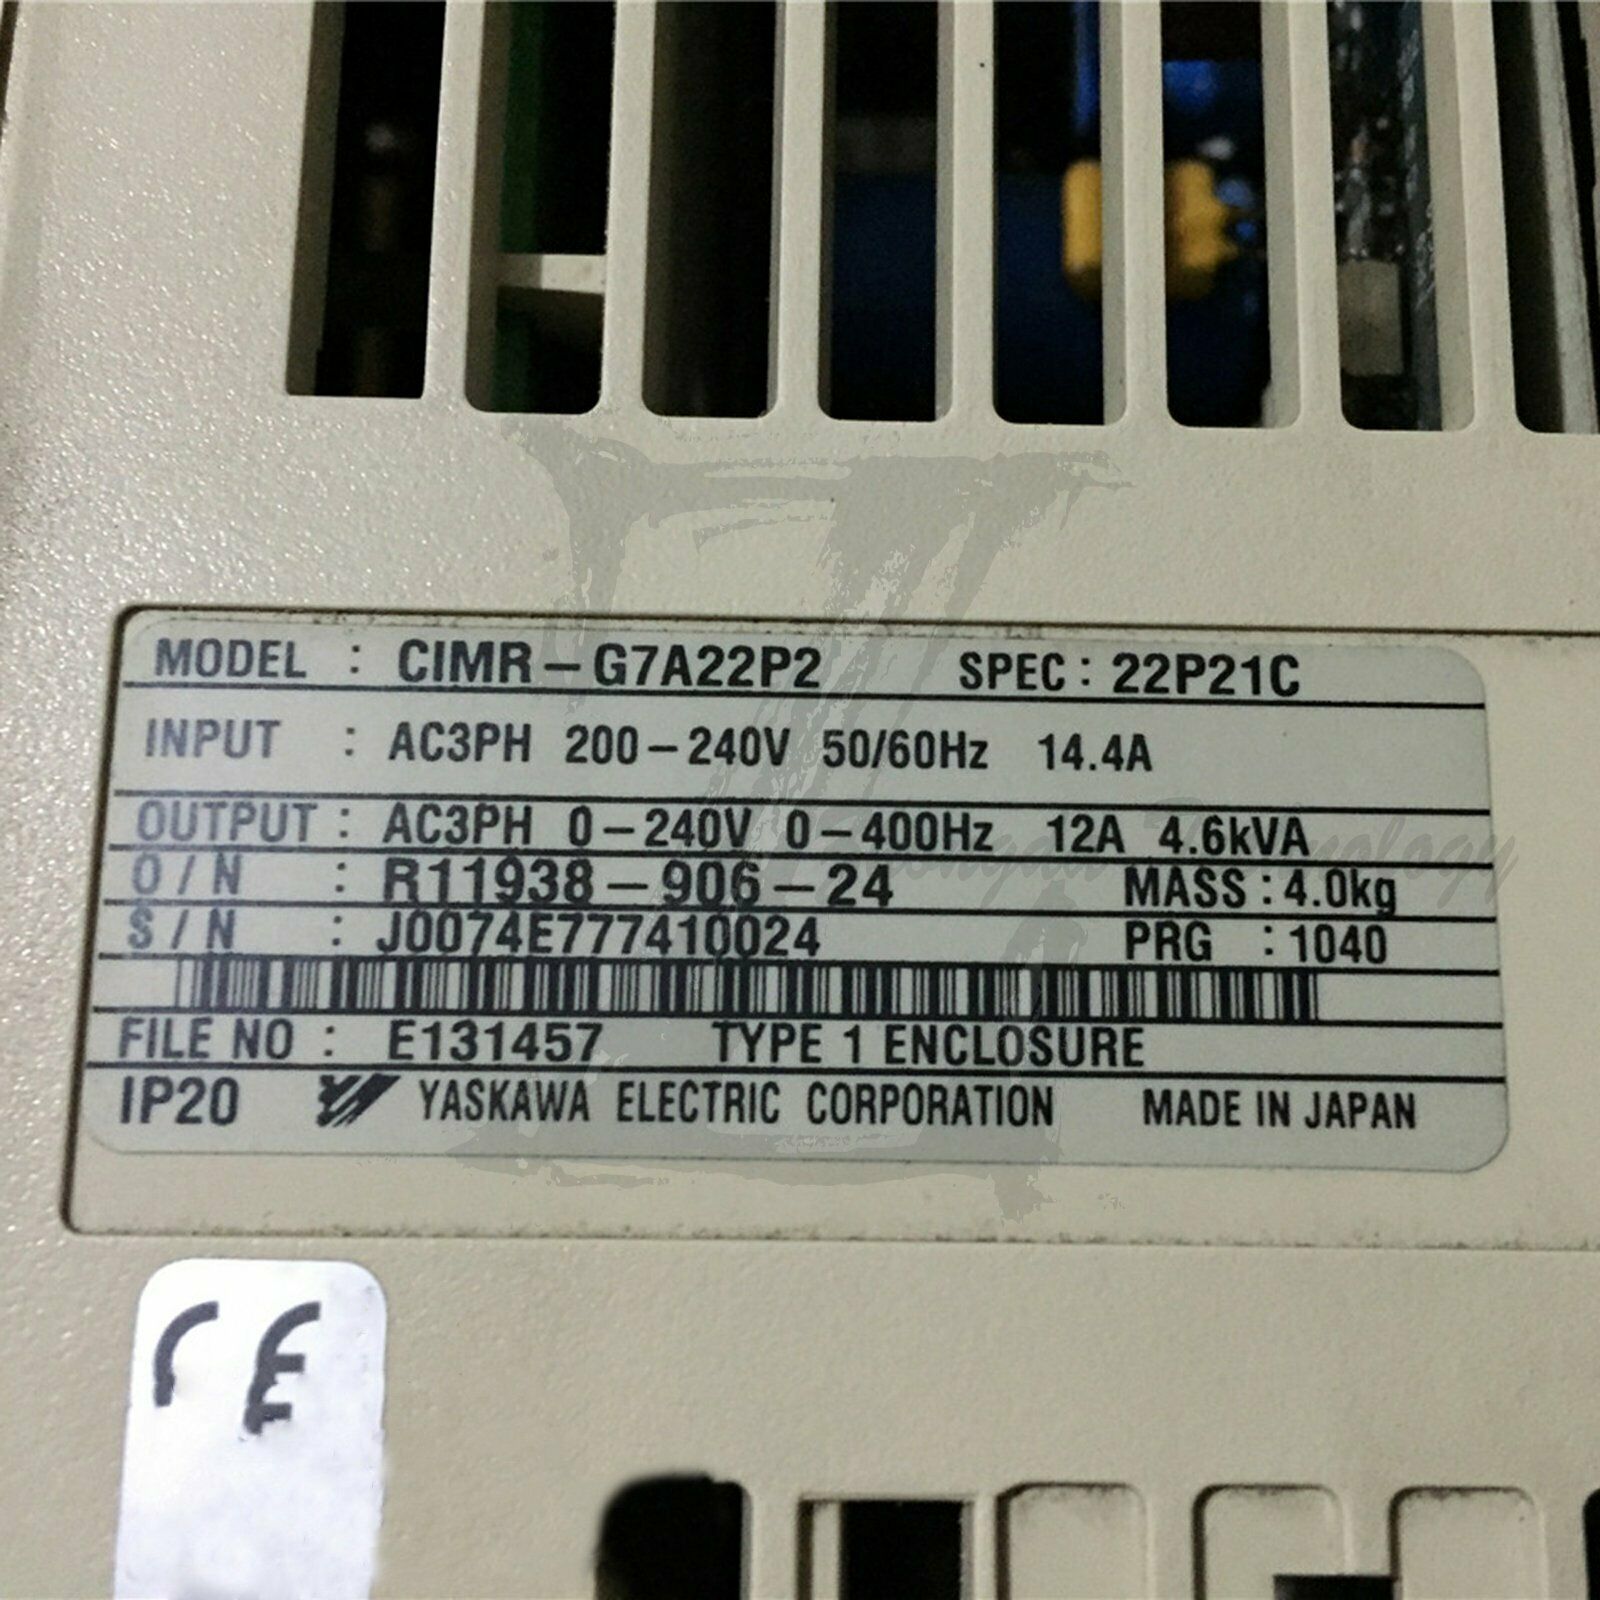 MODEL : CIMR-G7A22P2 SPEC: 22P21C
INPUT : AC3PH 200-240V 50/60Hz 14.4A
OUTPUT : AC3PH 0-240V 0-400Hz 12A 4.6kVA
O/N : R11938-906-24 MASS : 4.0kg
S/N : J0074E777410024 PRG : 1040
FILE NO : E131457 TYPE 1 ENCLOSURE
IP20 YASKAWA ELECTRIC CORPORATION MADE IN JAPAN
CE